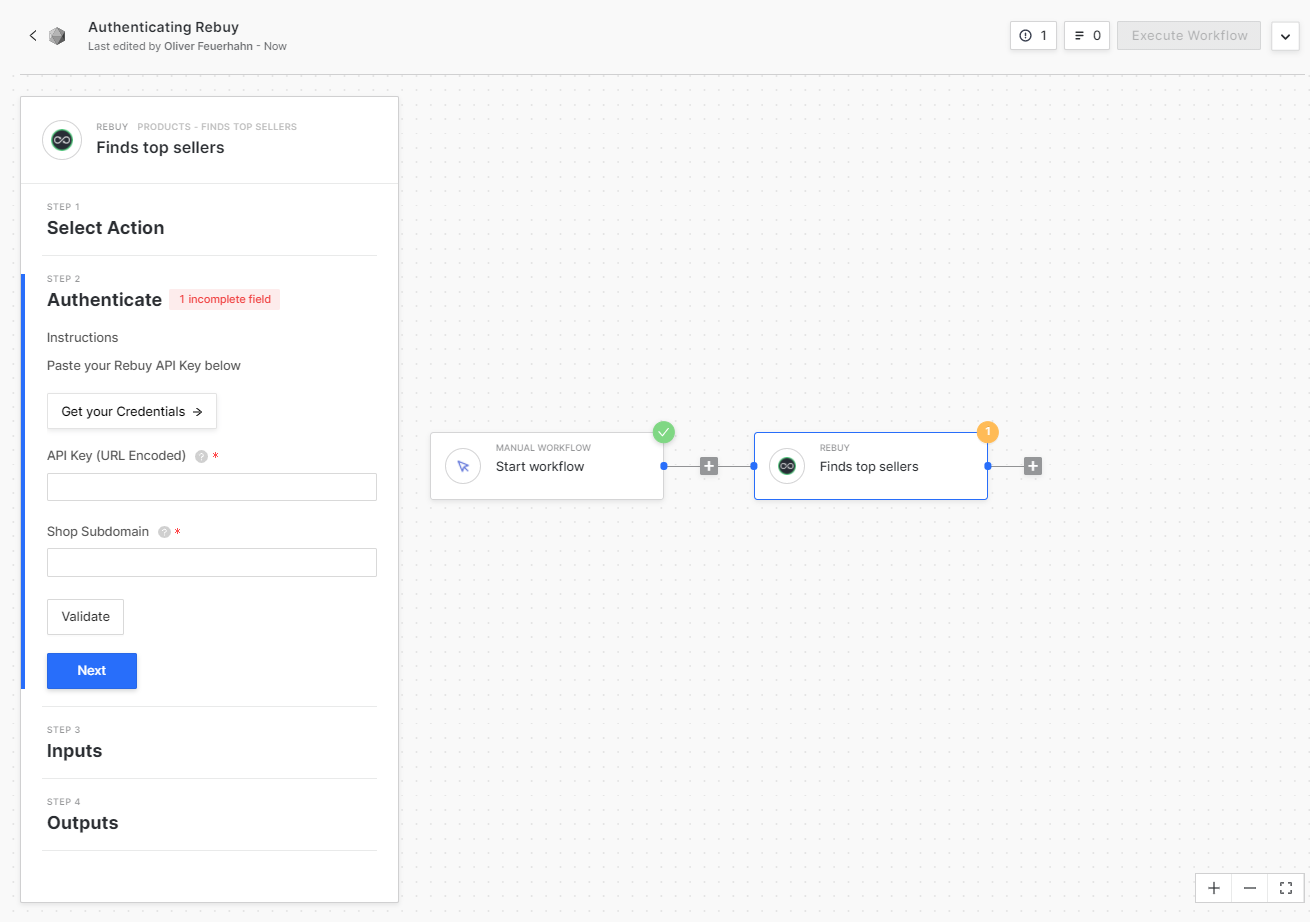 Authenticating Rebuy
Last edited by Oliver Feuerhahn - Now
1
0
Execute Workflow
REBUY PRODUCTS - FINDS TOP SELLERS
Finds top sellers
STEP 1
Select Action
STEP 2
Authenticate 1 incomplete field
Instructions
Paste your Rebuy API Key below
Get your Credentials →
API Key (URL Encoded) ? *
Shop Subdomain ? *
Validate
Next
STEP 3
Inputs
STEP 4
Outputs
MANUAL WORKFLOW
Start workflow
1
REBUY
Finds top sellers